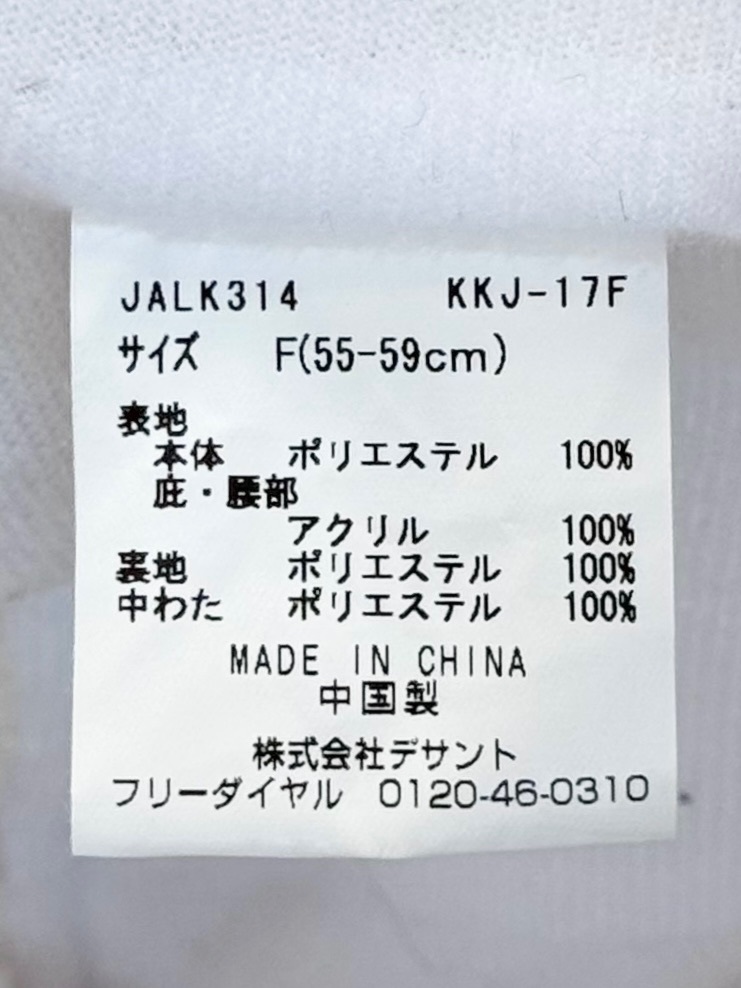 JALK314 KKJ-17F
サイズ F(55-59cm)
表地
本体 ポリエステル 100%
庇・腰部
アクリル 100%
裏地 ポリエステル 100%
中わた ポリエステル 100%
MADE IN CHINA
中国製
株式会社デサント
フリーダイヤル 0120-46-0310